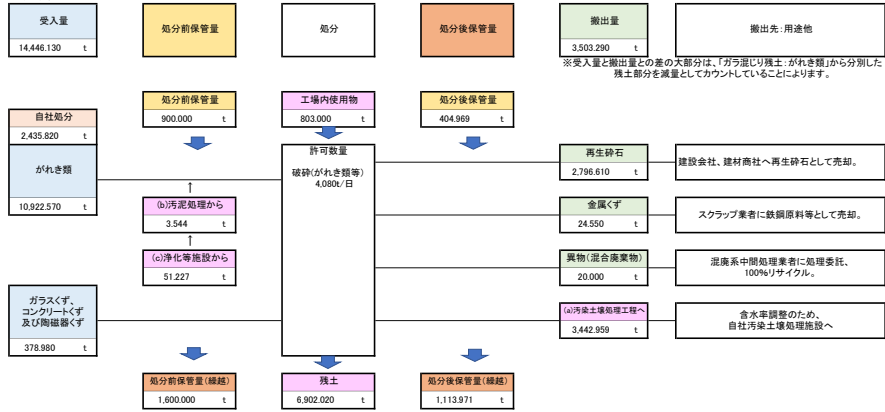 受入量
14,446.130 t
処分前保管量
処分
処分後保管量
搬出量
3,503.290 t
搬出先:用途他
※受入量と搬出量との差の大部分は、「ガラ混じり残土:がれき類」から分別した
残土部分を減量としてカウントしていることによります。
自社処分
2,435.820 t
処分前保管量
900.000 t
工場内使用物
803.000 t
処分後保管量
404.969 t
がれき類
10,922.570 t
許可数量
破砕(がれき類等)
4,080t/日
再生砕石
2,796.610 t
建設会社、建材商社へ再生砕石として売却。
↑
(b)汚泥処理から
3.544 t
金属くず
24.550 t
スクラップ業者に鉄鋼原料等として売却。
↑
(c)浄化等施設から
51.227 t
異物(混合廃棄物)
20.000 t
混廃系中間処理業者に処理委託、
100%リサイクル。
ガラスくず、
コンクリートくず
及び陶磁器くず
378.980 t
(a)汚染土壌処理工程へ
3,442.959 t
含水率調整のため、
自社汚染土壌処理施設へ
処分前保管量(繰越)
1,600.000 t
残土
6,902.020 t
処分後保管量(繰越)
1,113.971 t